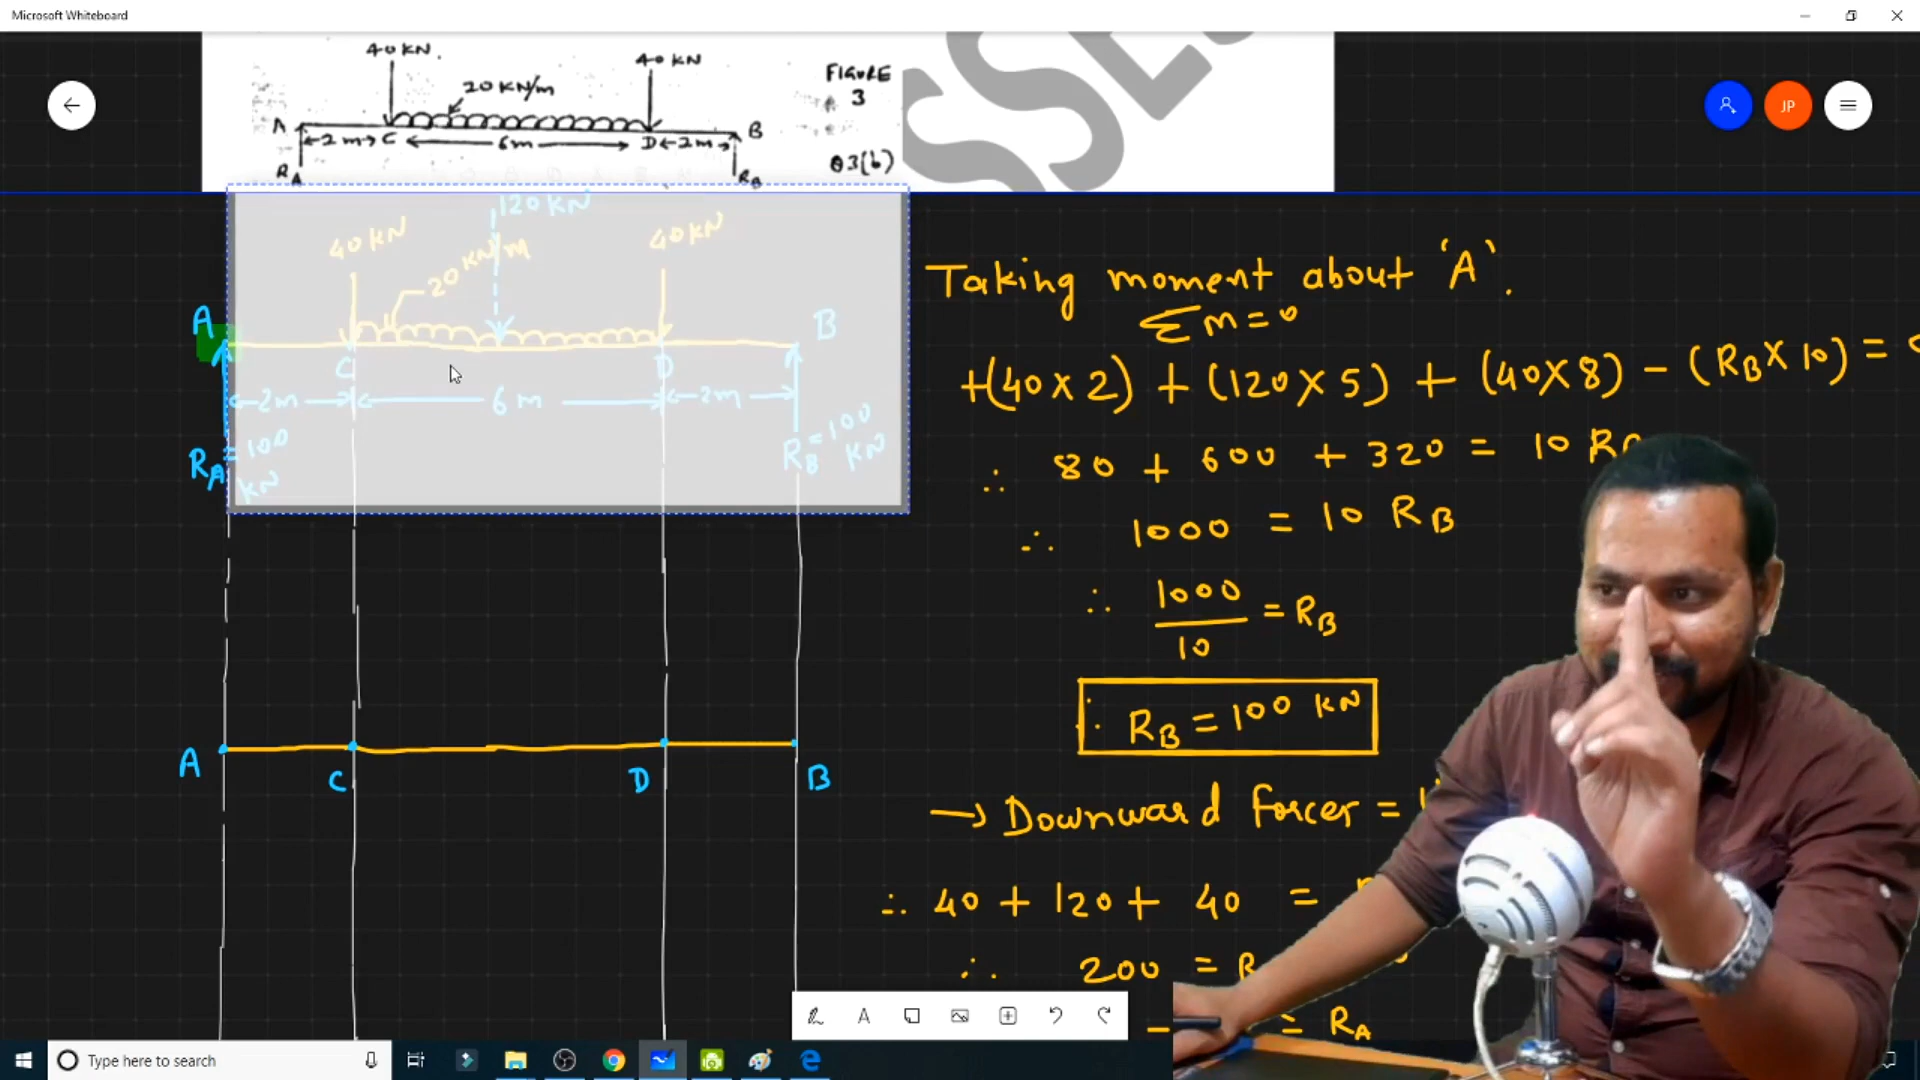 Microsoft Whiteboard
40 KN.
40 KN
20 KN/m
FIGURE
3
A
2 m
C
6m
D
2m
B
Q3(b)
RA
RB
JP
120 KN
40 KN
40 KN
20 KN/m
A
B
C
D
2m
6 m
2m
RA = 100
KN
RB = 100
KN
A
C
D
B
Taking moment about 'A'.
Σm=0
+(40 X 2) + (120 X 5) + (40 X 8) - (RB X 10) = 0
∴ 80 + 600 + 320 = 10 R
∴ 1000 = 10 RB
∴ 1000/10 = RB
∴ RB = 100 KN
→ Downward forces =
∴ 40 + 120 + 40 =
∴ 200 =
- = RA
Type here to search